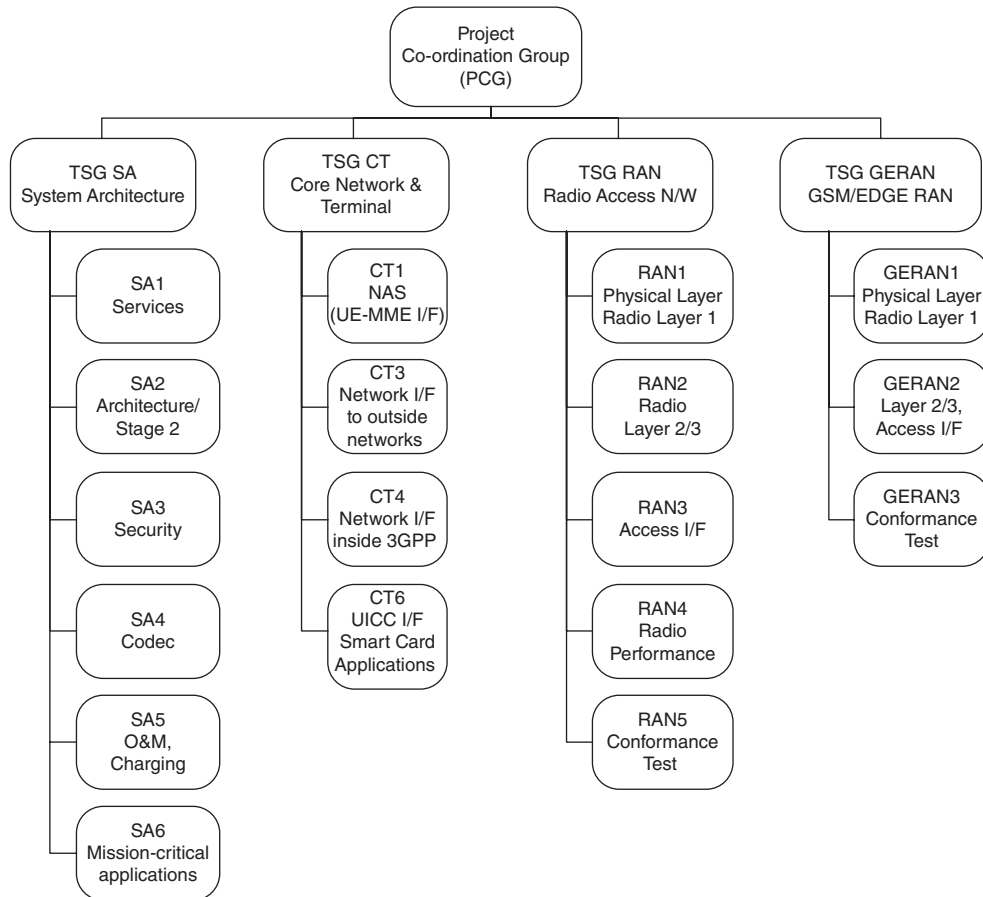 Project
Co-ordination Group
(PCG)
TSG SA
System Architecture
TSG CT
Core Network &
Terminal
TSG RAN
Radio Access N/W
TSG GERAN
GSM/EDGE RAN
SA1
Services
SA2
Architecture/
Stage 2
SA3
Security
SA4
Codec
SA5
O&M,
Charging
SA6
Mission-critical
applications
CT1
NAS
(UE-MME I/F)
CT3
Network I/F
to outside
networks
CT4
Network I/F
inside 3GPP
CT6
UICC I/F
Smart Card
Applications
RAN1
Physical Layer
Radio Layer 1
RAN2
Radio
Layer 2/3
RAN3
Access I/F
RAN4
Radio
Performance
RAN5
Conformance
Test
GERAN1
Physical Layer
Radio Layer 1
GERAN2
Layer 2/3,
Access I/F
GERAN3
Conformance
Test